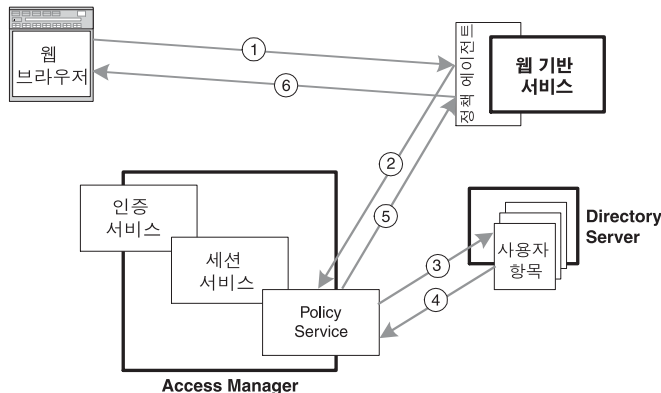 웹
브라우저
1
6
정책 에이전트
웹 기반
서비스
2
5
인증
서비스
세션
서비스
Policy
Service
Access Manager
3
4
사용자
항목
Directory
Server